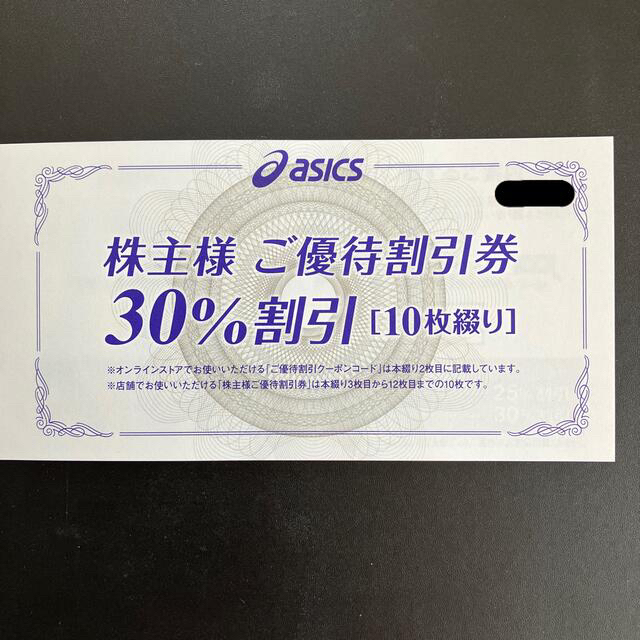 asics
株主様 ご優待割引券
30%割引 [10枚綴り]
※オンラインストアでお使いいただける「ご優待割引クーポンコード」は本綴り2枚目に記載しています。
※店舗でお使いいただける「株主様ご優待割引券」は本綴り3枚目から12枚目までの10枚です。